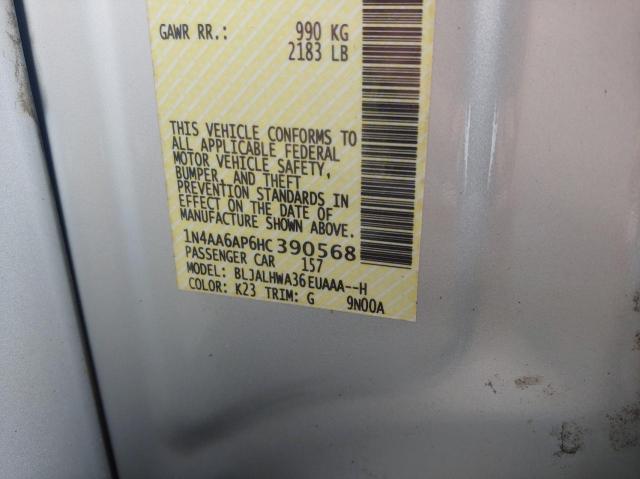 GAWR RR.: 990 KG
2183 LB
THIS VEHICLE CONFORMS TO
ALL APPLICABLE FEDERAL
MOTOR VEHICLE SAFETY,
BUMPER, AND THEFT
PREVENTION STANDARDS IN
EFFECT ON THE DATE OF
MANUFACTURE SHOWN ABOVE.
1N4AA6AP6HC390568
PASSENGER CAR 157
MODEL: BLJALHWA36EUAAA--H
COLOR: K23 TRIM: G 9N00A